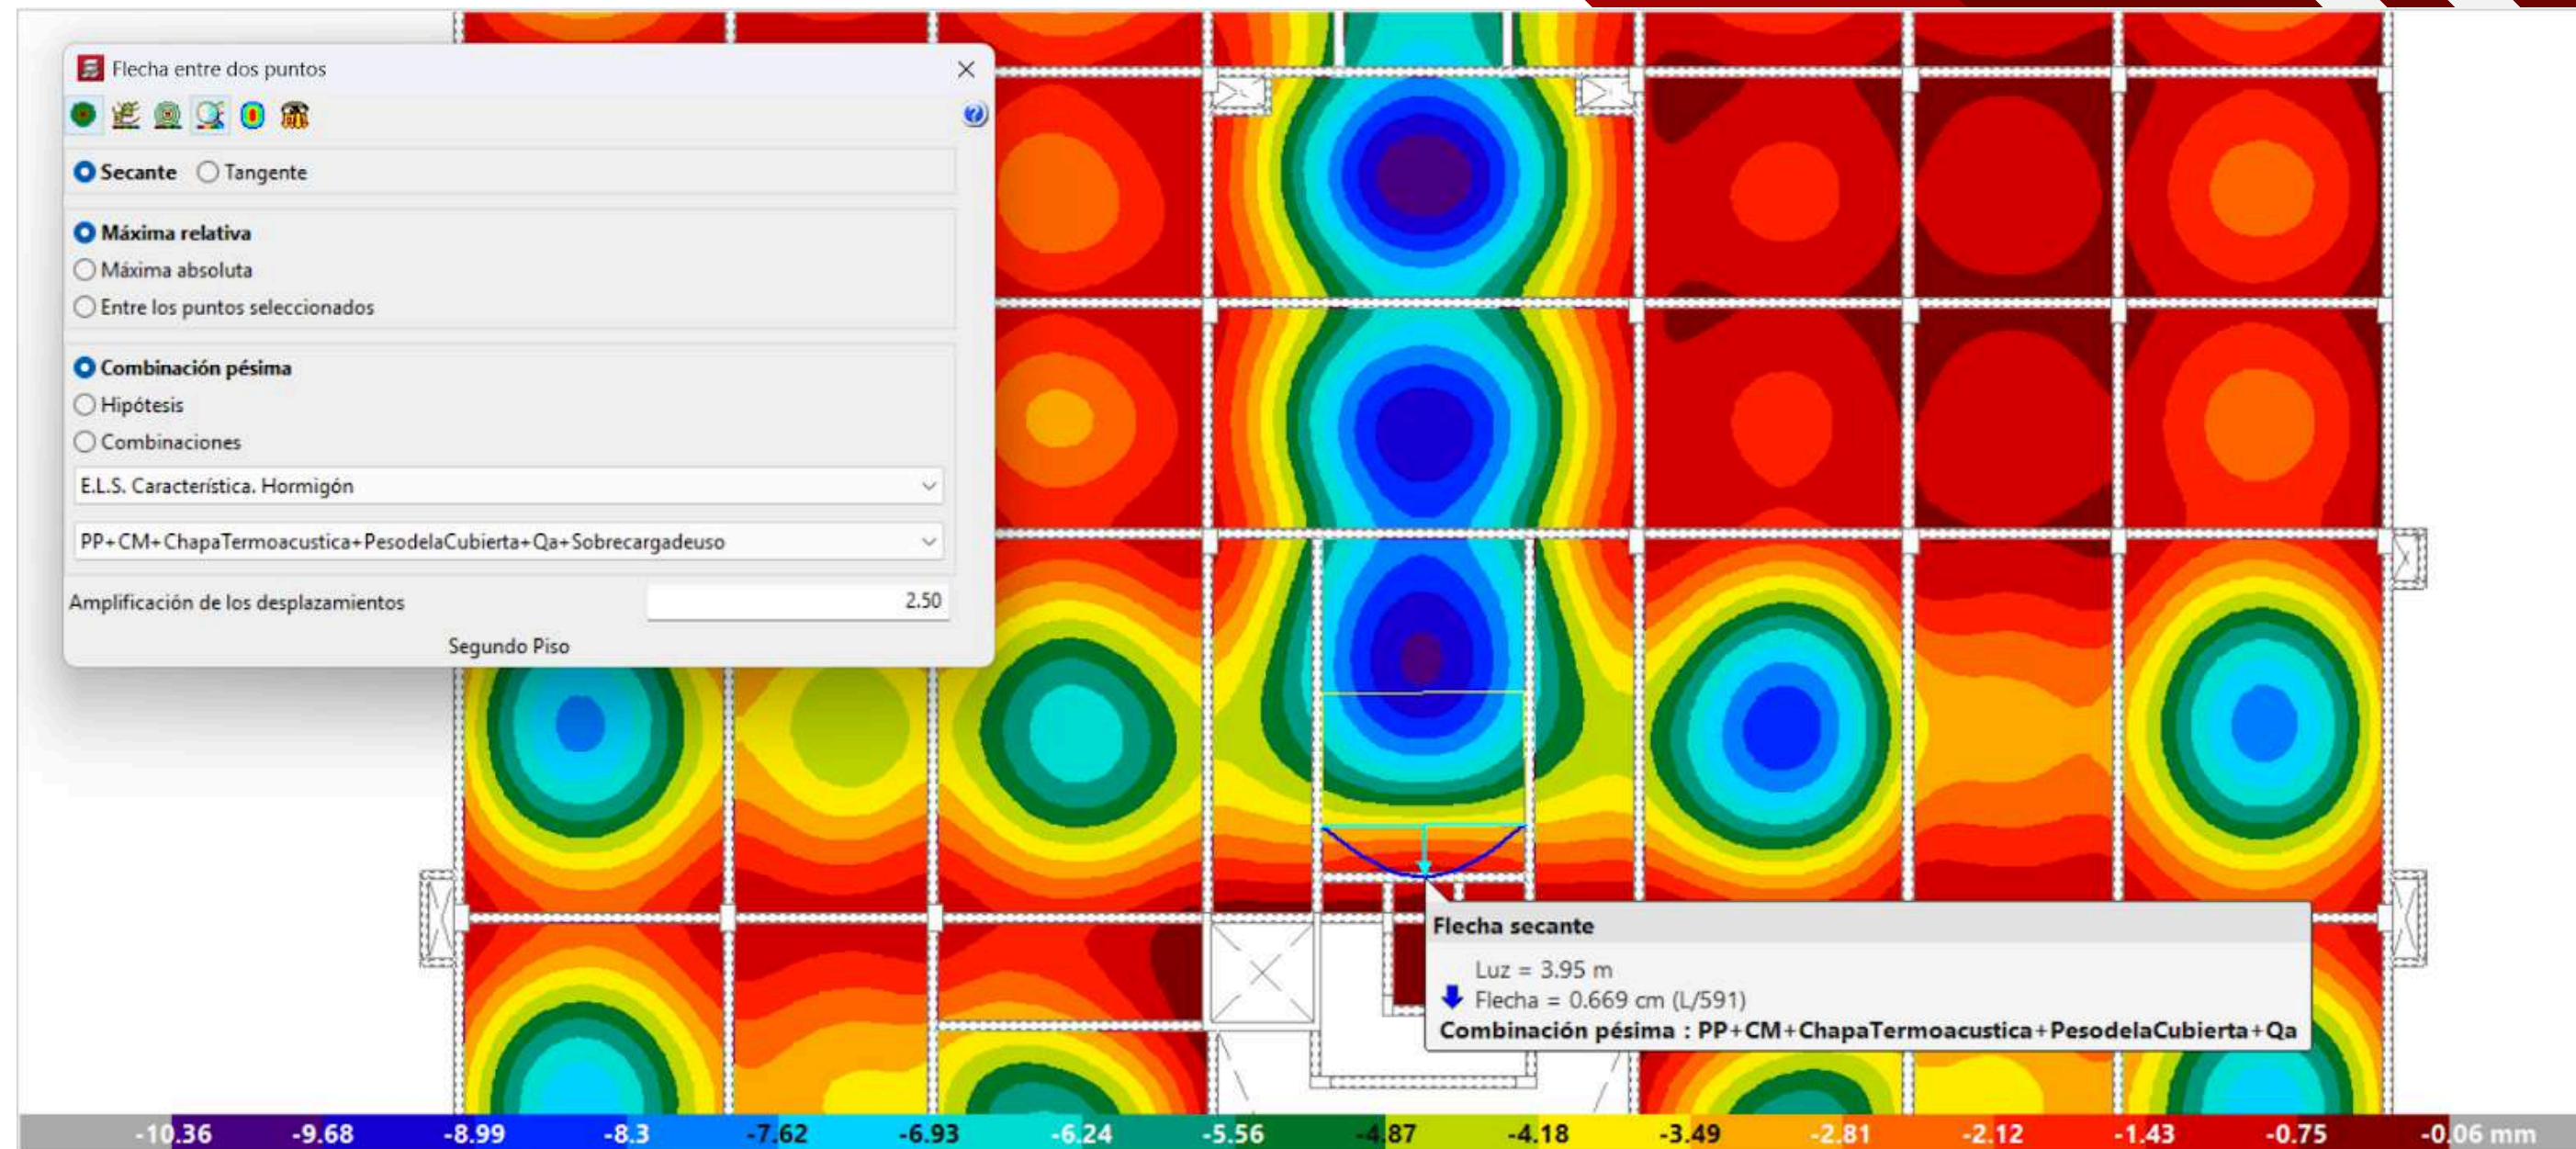 Flecha entre dos puntos
Secante Tangente
Máxima relativa
Máxima absoluta
Entre los puntos seleccionados
Combinación pésima
Hipótesis
Combinaciones
E.L.S. Característica. Hormigón
PP+CM+ChapaTermoacustica+PesodelaCubierta+Qa+Sobrecargadeuso
Amplificación de los desplazamientos 2.50
Segundo Piso
Flecha secante
Luz = 3.95 m
Flecha = 0.669 cm (L/591)
Combinación pésima : PP+CM+ChapaTermoacustica+PesodelaCubierta+Qa
-10.36 -9.68 -8.99 -8.3 -7.62 -6.93 -6.24 -5.56 -4.87 -4.18 -3.49 -2.81 -2.12 -1.43 -0.75 -0.06 mm